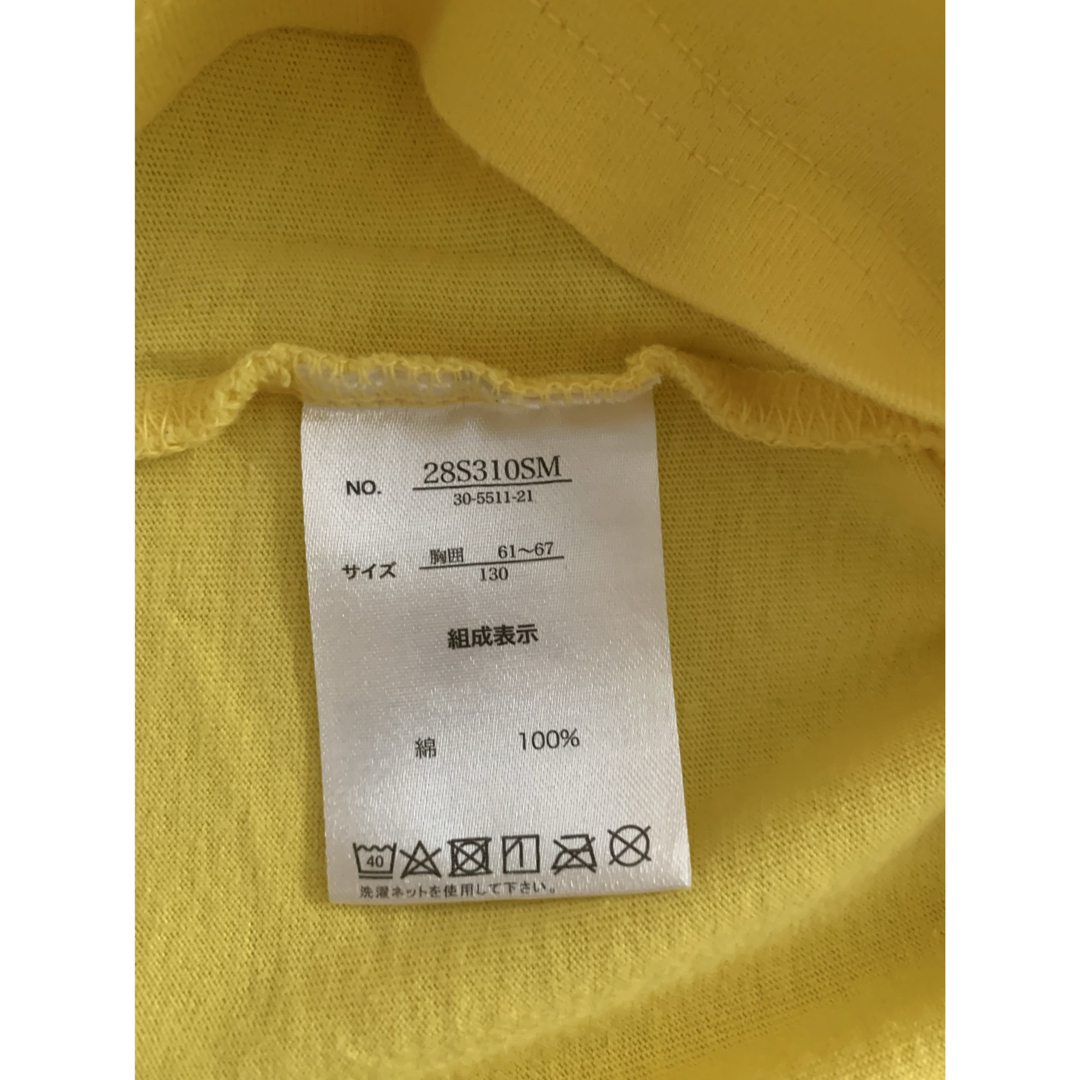 NO. 28S310SM
30-5511-21
サイズ 胸囲 61〜67
130
組成表示
綿 100%
40
洗濯ネットを使用して下さい。